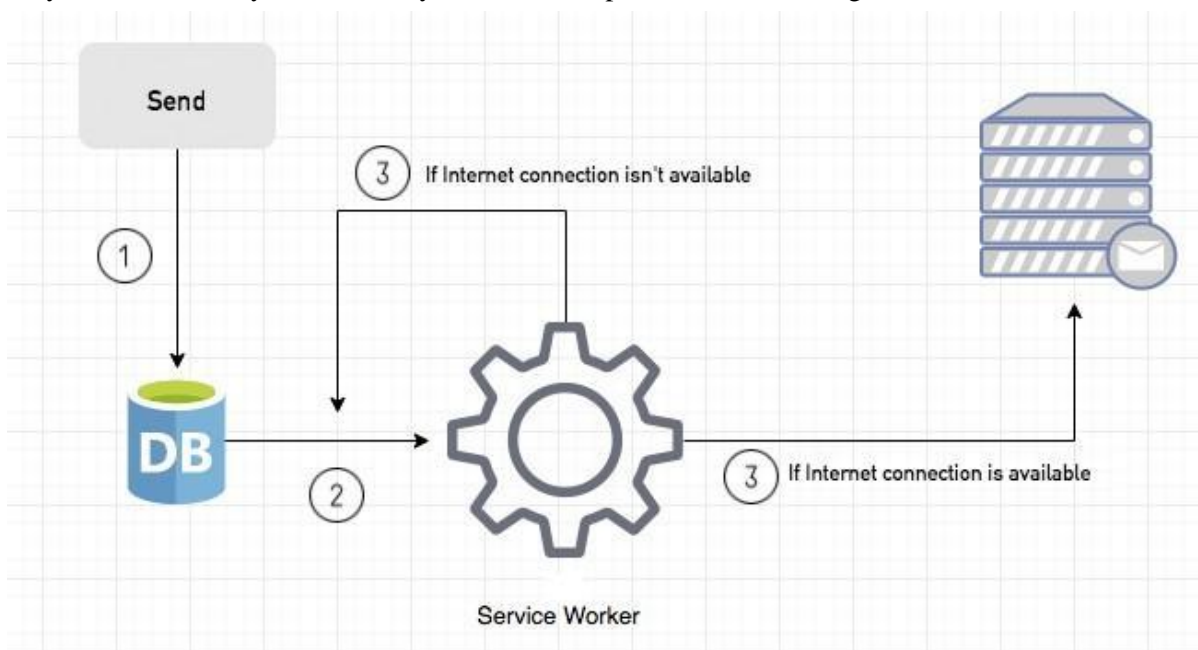 Send
3 If Internet connection isn't available
1
DB
2
3 If Internet connection is available
Service Worker